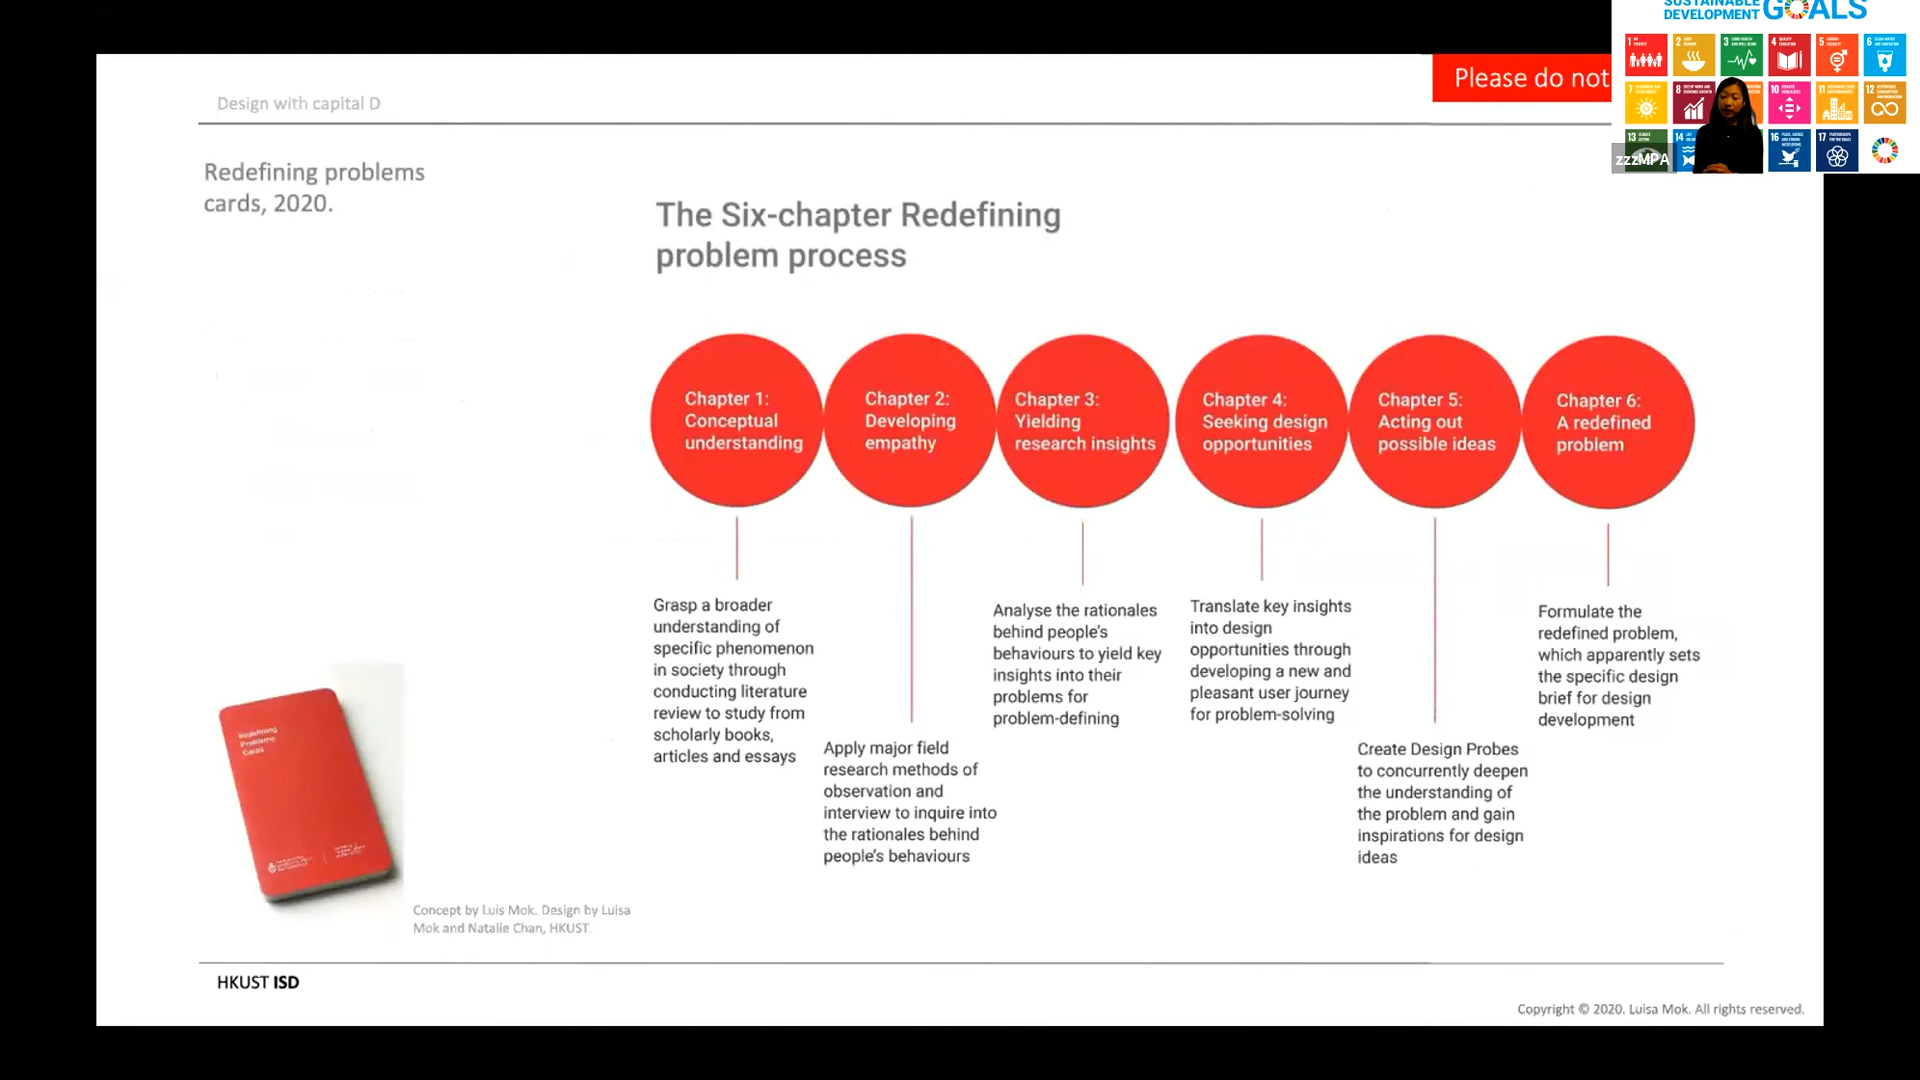 SUSTAINABLE
DEVELOPMENT GOALS
Design with capital D
Please do not
zzzMPA
Redefining problems
cards, 2020.
The Six-chapter Redefining
problem process
Chapter 1:
Conceptual
understanding
Chapter 2:
Developing
empathy
Chapter 3:
Yielding
research insights
Chapter 4:
Seeking design
opportunities
Chapter 5:
Acting out
possible ideas
Chapter 6:
A redefined
problem
Grasp a broader
understanding of
specific phenomenon
in society through
conducting literature
review to study from
scholarly books,
articles and essays
Apply major field
research methods of
observation and
interview to inquire into
the rationales behind
people's behaviours
Analyse the rationales
behind people's
behaviours to yield key
insights into their
problems for
problem-defining
Translate key insights
into design
opportunities through
developing a new and
pleasant user journey
for problem-solving
Create Design Probes
to concurrently deepen
the understanding of
the problem and gain
inspirations for design
ideas
Formulate the
redefined problem,
which apparently sets
the specific design
brief for design
development
Redefining
Problems
Cards
Concept by Luis Mok. Design by Luisa
Mok and Natalie Chan, HKUST.
HKUST ISD
Copyright © 2020. Luisa Mok. All rights reserved.